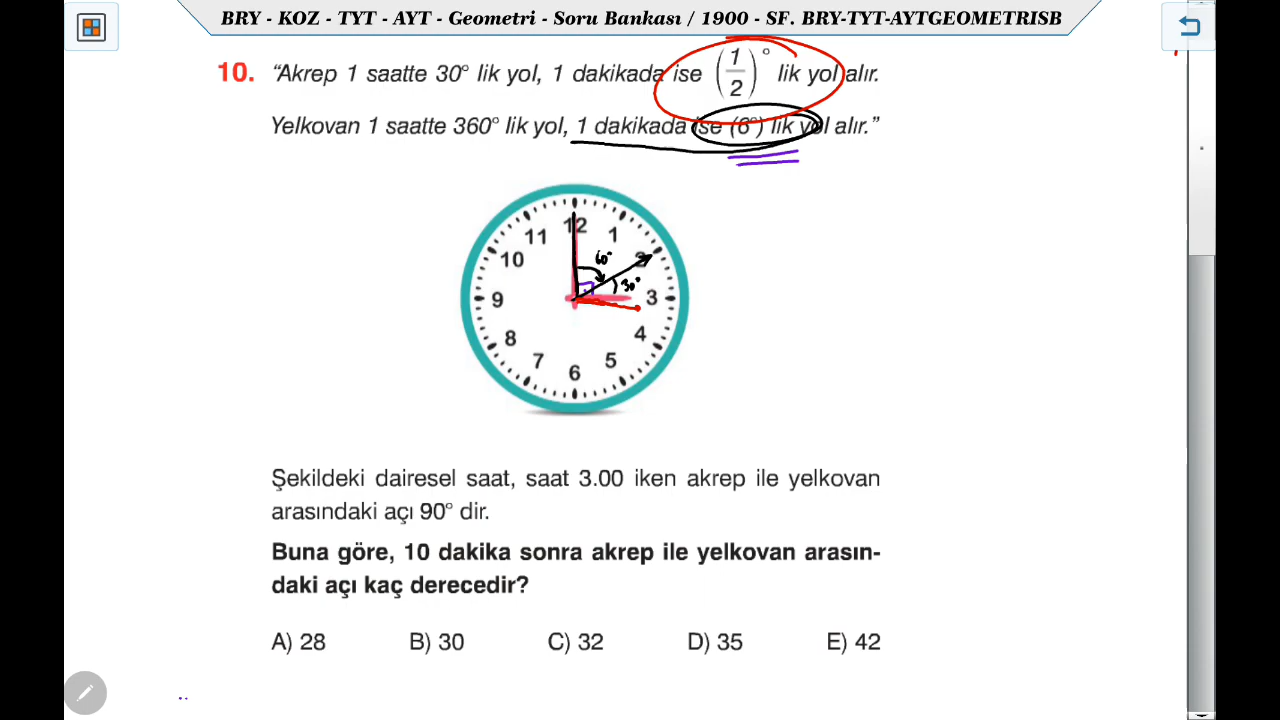 BRY - KOZ - TYT - AYT - Geometri - Soru Bankası / 1900 - SF. BRY-TYT-AYTGEOMETRISB
10. “Akrep 1 saatte 30° lik yol, 1 dakikada ise (1/2)° lik yol alır.
Yelkovan 1 saatte 360° lik yol, 1 dakikada ise (6°) lik yol alır.”
12
11 1
10 2
60°
30°
9 3
8 4
7 5
6
Şekildeki dairesel saat, saat 3.00 iken akrep ile yelkovan
arasındaki açı 90° dir.
Buna göre, 10 dakika sonra akrep ile yelkovan arasın-
daki açı kaç derecedir?
A) 28 B) 30 C) 32 D) 35 E) 42